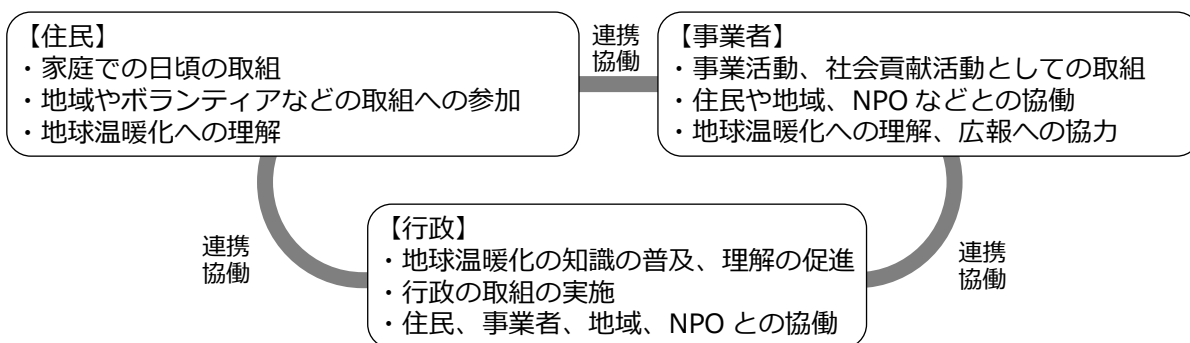 【住民】
・家庭での日頃の取組
・地域やボランティアなどの取組への参加
・地球温暖化への理解
連携
協働
【事業者】
・事業活動、社会貢献活動としての取組
・住民や地域、NPO などとの協働
・地球温暖化への理解、広報への協力
連携
協働
【行政】
・地球温暖化の知識の普及、理解の促進
・行政の取組の実施
・住民、事業者、地域、NPO との協働
連携
協働